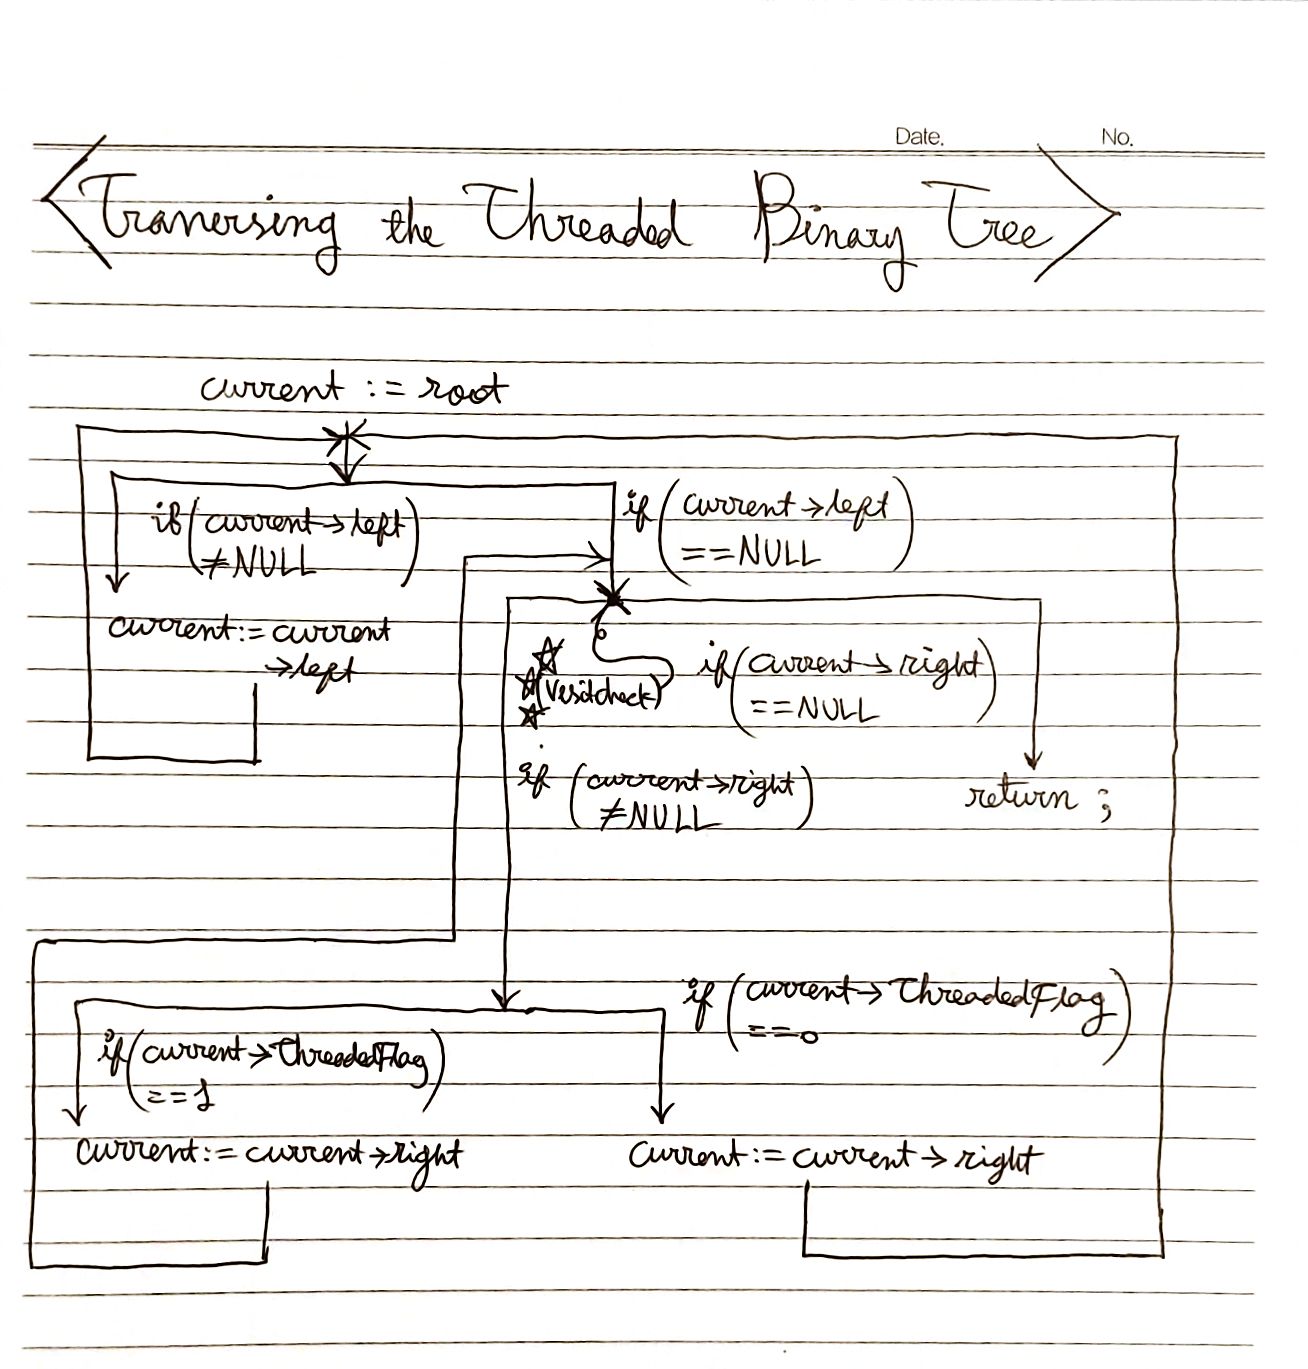 Date. No.
Tranersing the Threaded Binary Tree
current := root
if (current→left
≠NULL)
if (current→left
==NULL)
current:= current
→left
(Vesitcheck)
if (current→right
==NULL)
if (current→right
≠NULL)
return ;
if (current→ThreadedFlag
==1)
if (current→ThreadedFlag
==0)
current:= current→right
current:= current→right